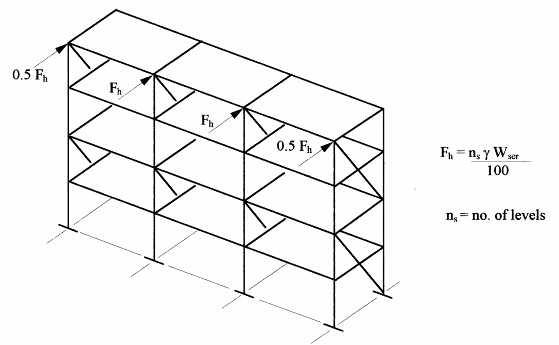 0.5 Fh
Fh
Fh
0.5 Fh
Fh = ns γ Wser
100
ns = no. of levels